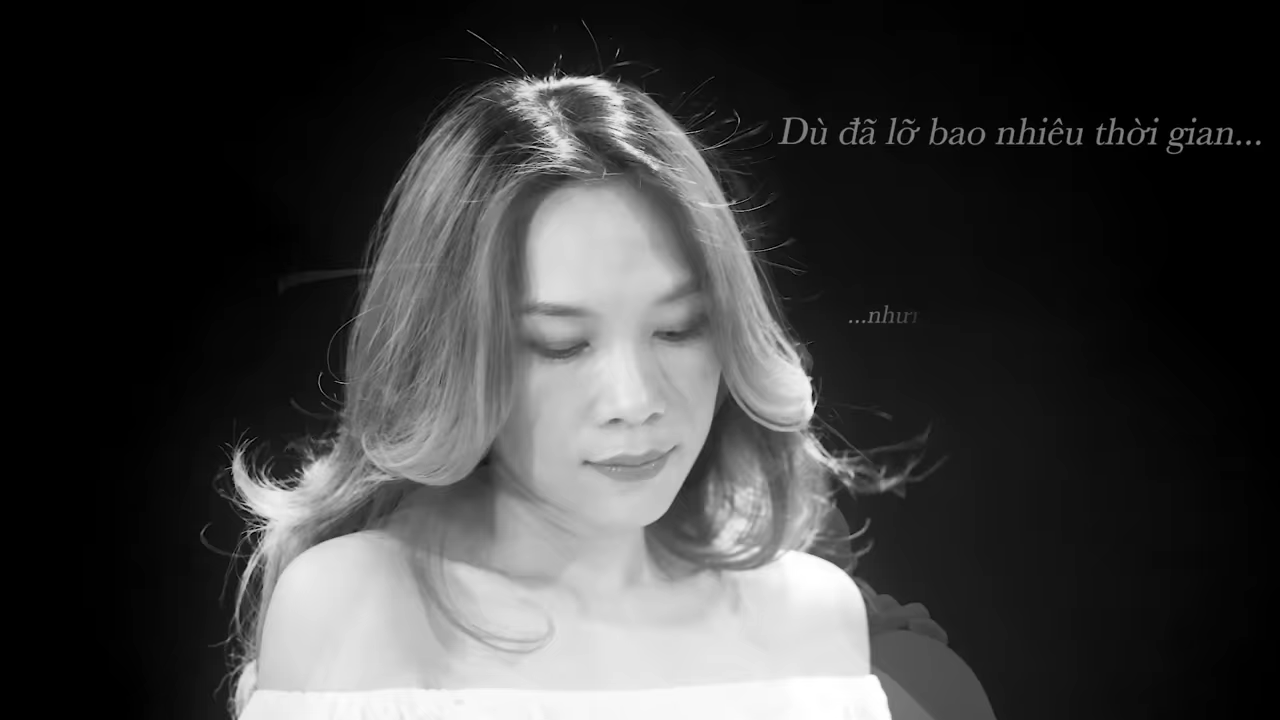 Dù đã lỡ bao nhiêu thời gian...
...như